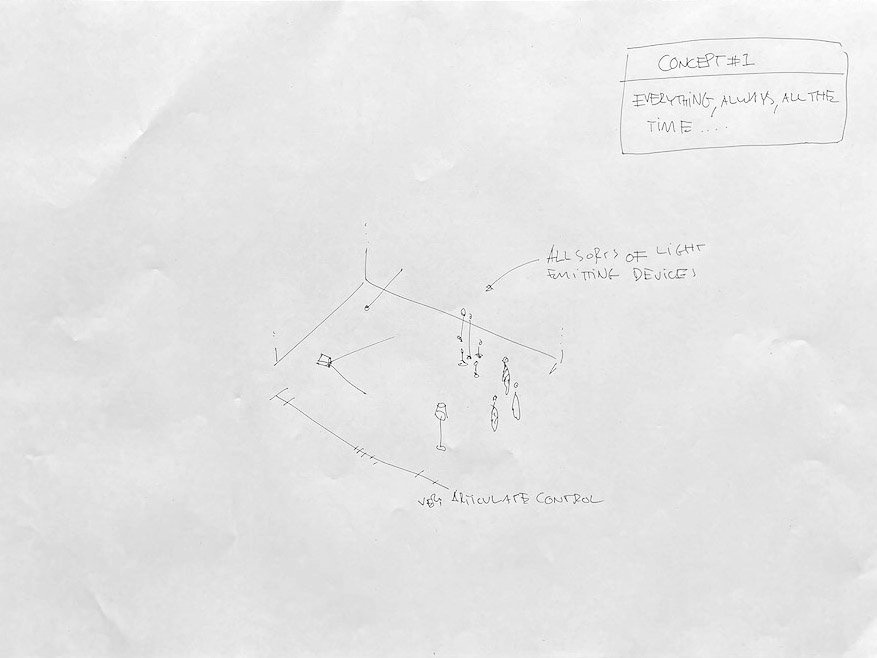 CONCEPT #1
EVERYTHING, ALWAYS, ALL THE
TIME ....
ALL SORTS OF LIGHT
EMITTING DEVICES
VERY ARTICULATE CONTROL